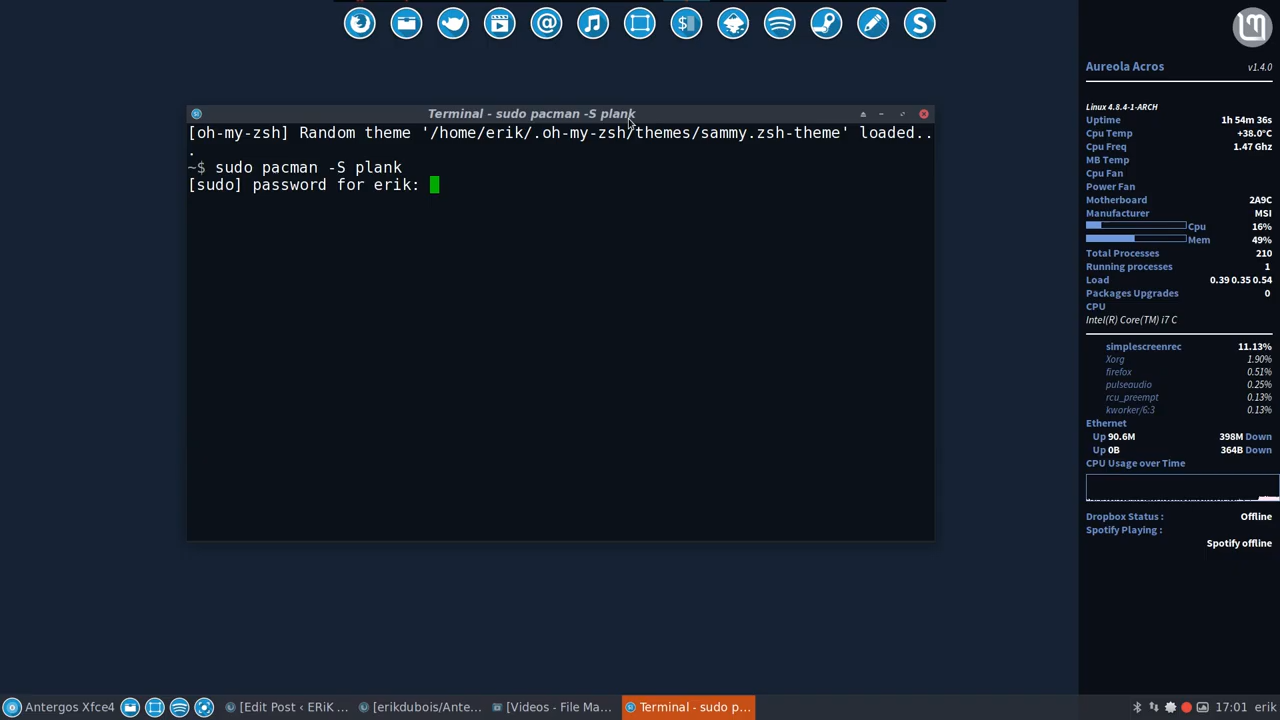 Terminal - sudo pacman -S plank
[oh-my-zsh] Random theme '/home/erik/.oh-my-zsh/themes/sammy.zsh-theme' loaded..
.
~$ sudo pacman -S plank
[sudo] password for erik:
Aureola Acros v1.4.0
Linux 4.8.4-1-ARCH
Uptime 1h 54m 36s
Cpu Temp +38.0°C
Cpu Freq 1.47 Ghz
MB Temp
Cpu Fan
Power Fan
Motherboard 2A9C
Manufacturer MSI
Cpu 16%
Mem 49%
Total Processes 210
Running processes 1
Load 0.39 0.35 0.54
Packages Upgrades 0
CPU
Intel(R) Core(TM) i7 C
simplescreenrec 11.13%
Xorg 1.90%
firefox 0.51%
pulseaudio 0.25%
rcu_preempt 0.13%
kworker/6:3 0.13%
Ethernet
Up 90.6M 398M Down
Up 0B 364B Down
CPU Usage over Time
Dropbox Status : Offline
Spotify Playing :
Spotify offline
Antergos Xfce4 [Edit Post ‹ ERiK ... [erikdubois/Ante... [Videos - File Ma... Terminal - sudo p... 17:01 erik